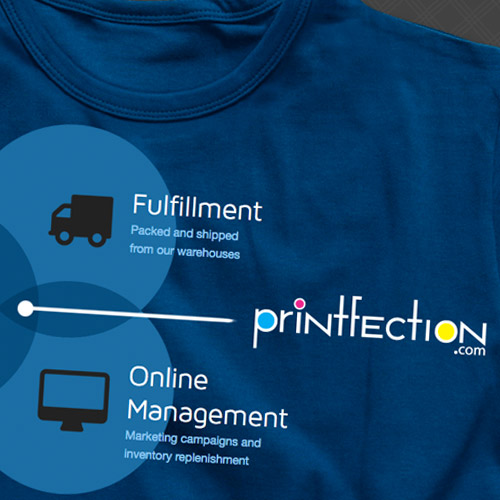 Fulfillment
Packed and shipped
from our warehouses
printfection
.com
Online
Management
Marketing campaigns and
inventory replenishment